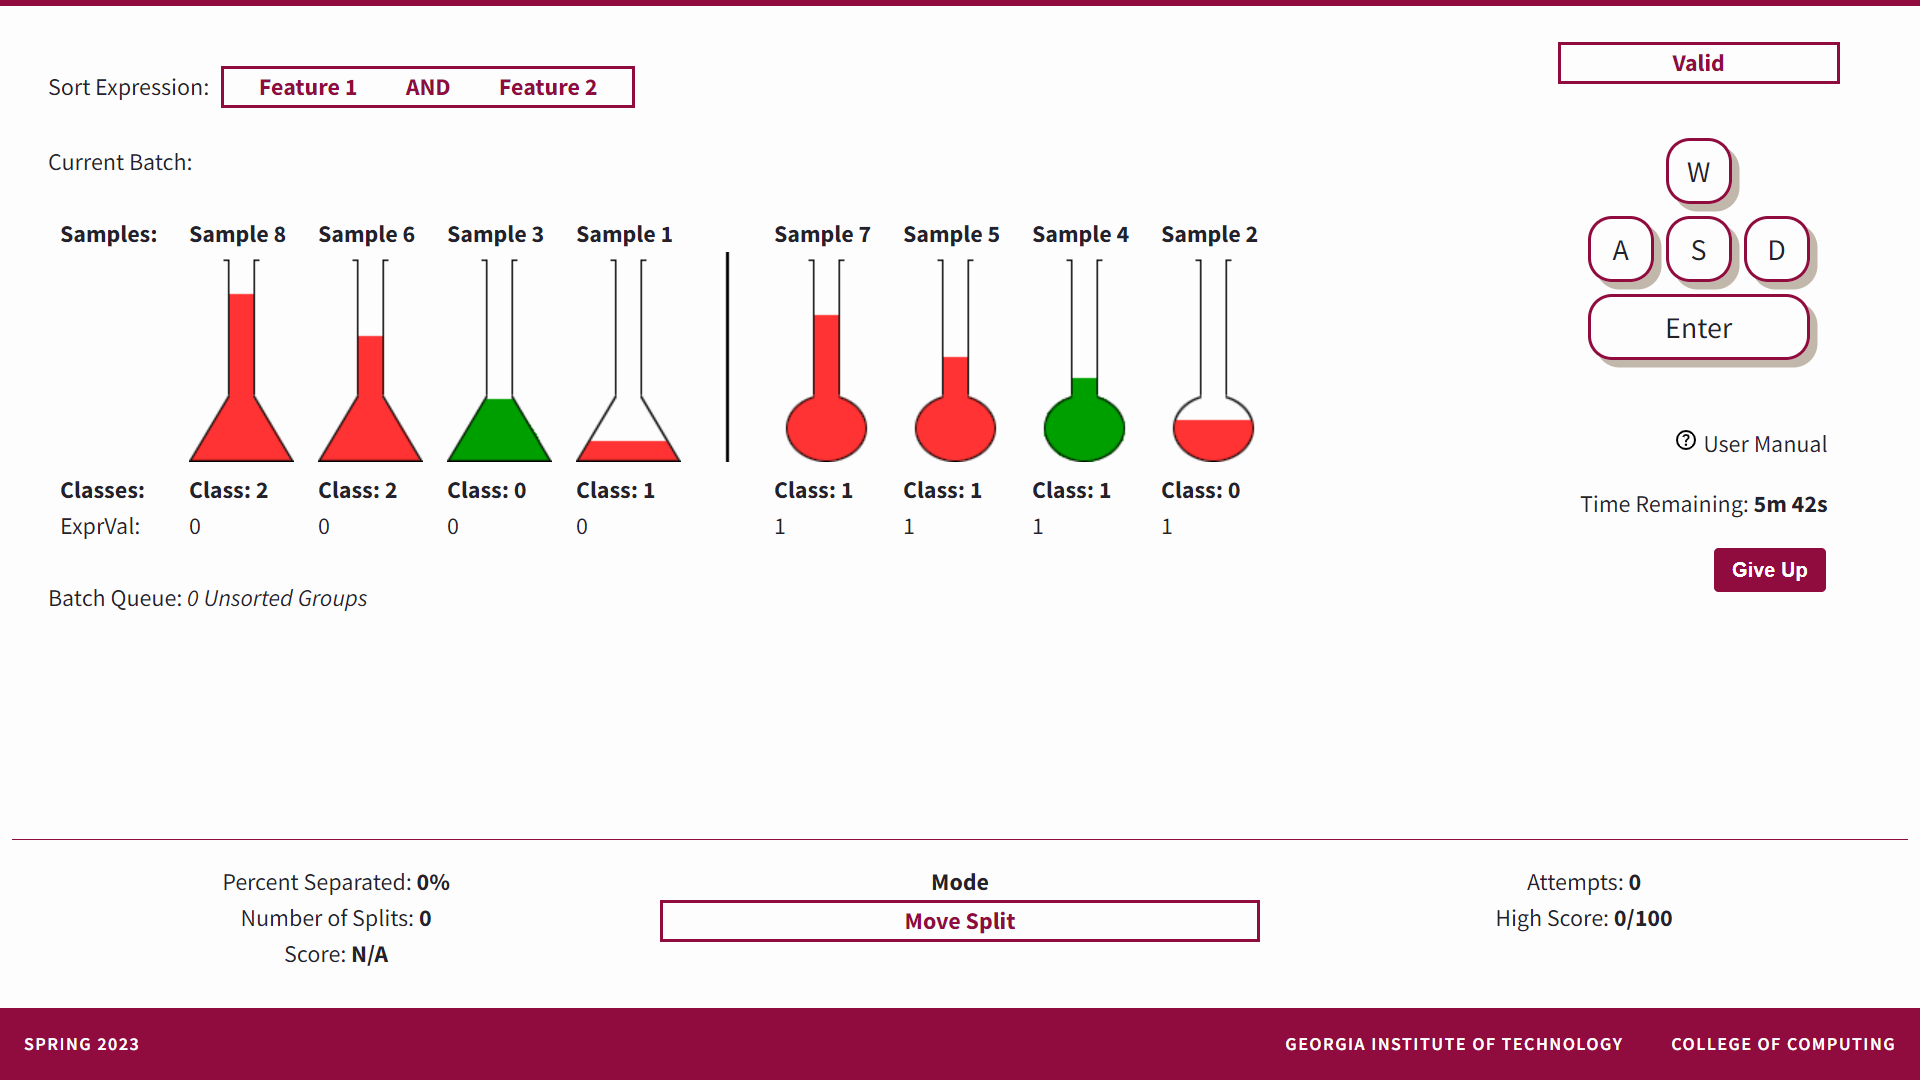 Valid
Sort Expression: Feature 1 AND Feature 2
Current Batch:
W
Samples: Sample 8 Sample 6 Sample 3 Sample 1 Sample 7 Sample 5 Sample 4 Sample 2
A S D
Enter
User Manual
Classes: Class: 2 Class: 2 Class: 0 Class: 1 Class: 1 Class: 1 Class: 1 Class: 0
Time Remaining: 5m 42s
ExprVal: 0 0 0 0 1 1 1 1
Give Up
Batch Queue: 0 Unsorted Groups
Percent Separated: 0%
Number of Splits: 0
Score: N/A
Mode
Move Split
Attempts: 0
High Score: 0/100
SPRING 2023 GEORGIA INSTITUTE OF TECHNOLOGY COLLEGE OF COMPUTING